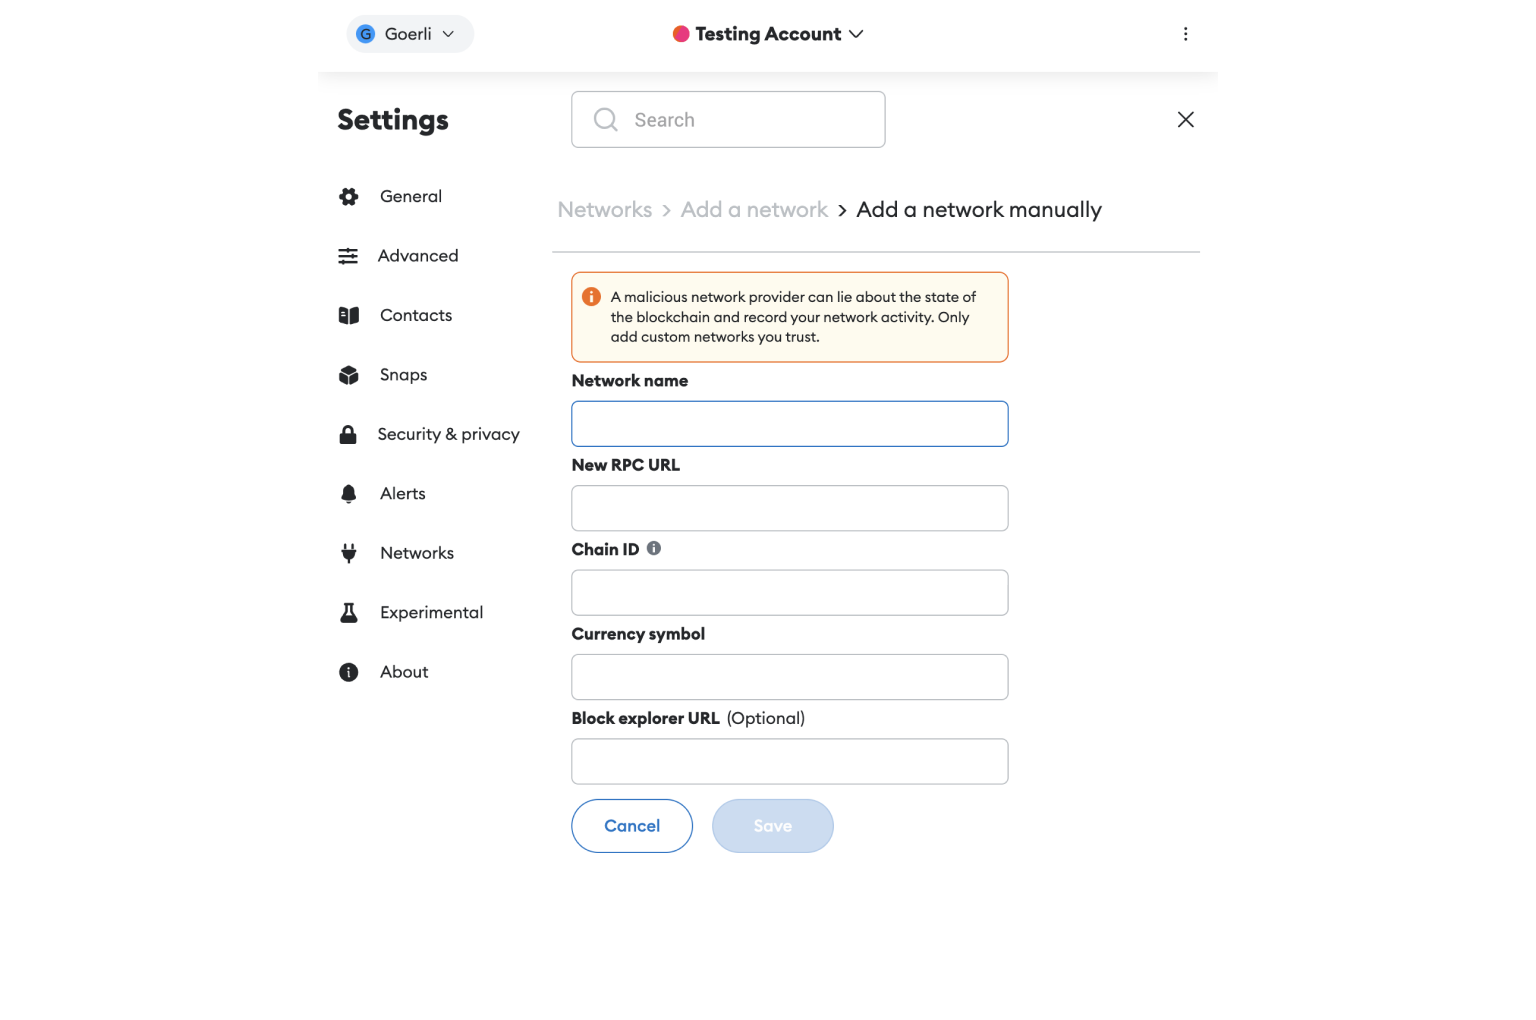 G Goerli
Testing Account
Settings
Search
General
Advanced
Contacts
Snaps
Security & privacy
Alerts
Networks
Experimental
About
Networks > Add a network > Add a network manually
A malicious network provider can lie about the state of
the blockchain and record your network activity. Only
add custom networks you trust.
Network name
New RPC URL
Chain ID
Currency symbol
Block explorer URL (Optional)
Cancel
Save